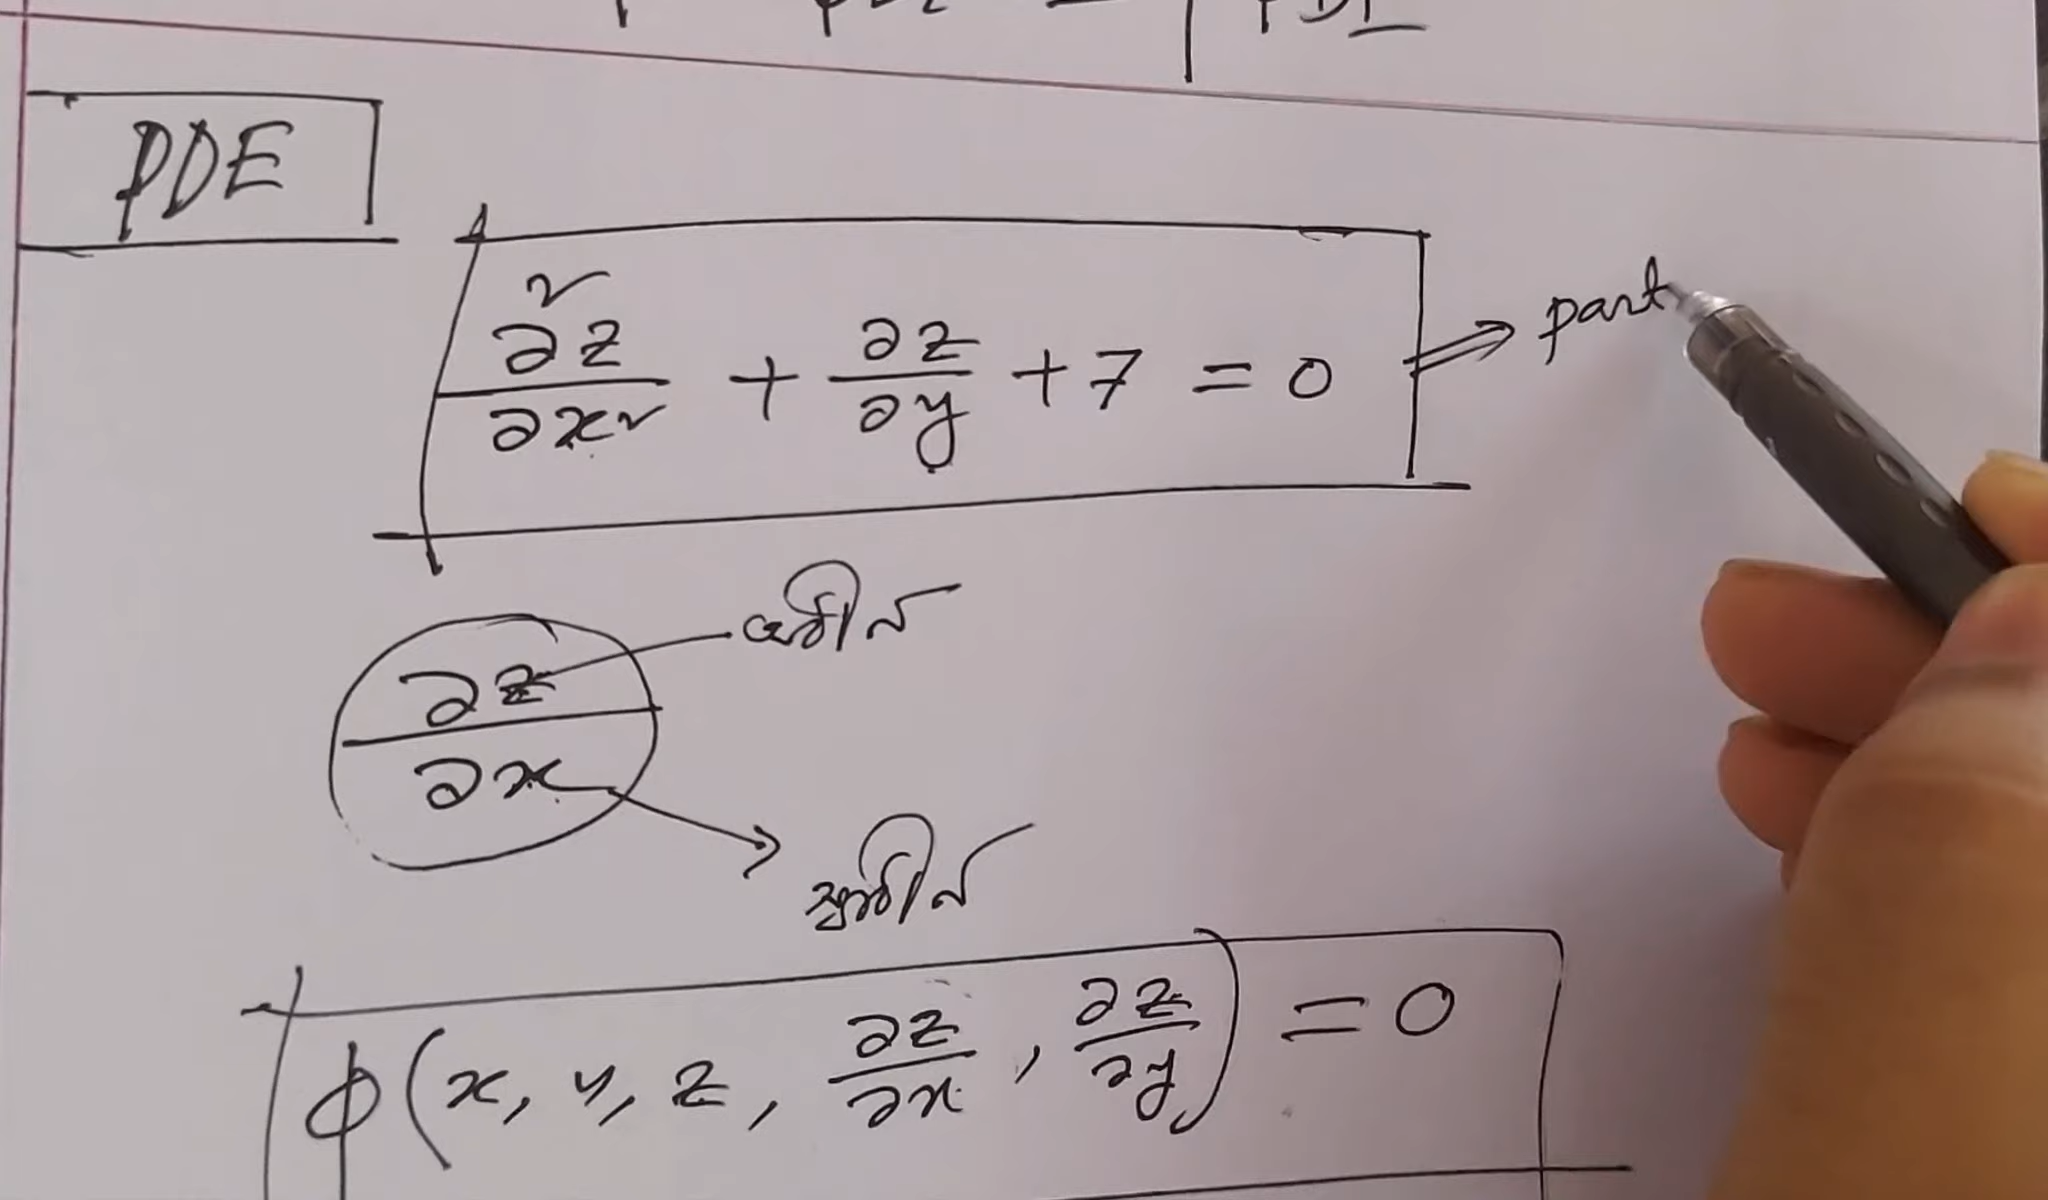 PDE
∂²z/∂x² + ∂z/∂y + 7 = 0 ⇒ part
∂z/∂x
অধীন
স্বাধীন
φ(x, y, z, ∂z/∂x, ∂z/∂y) = 0